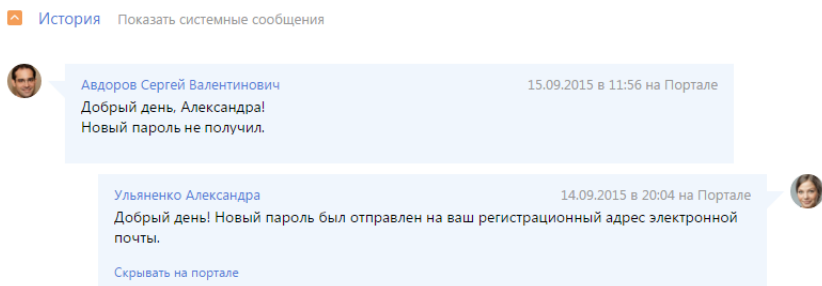 История Показать системные сообщения
Авдоров Сергей Валентинович 15.09.2015 в 11:56 на Портале
Добрый день, Александра!
Новый пароль не получил.
Ульяненко Александра 14.09.2015 в 20:04 на Портале
Добрый день! Новый пароль был отправлен на ваш регистрационный адрес электронной
почты.
Скрывать на портале